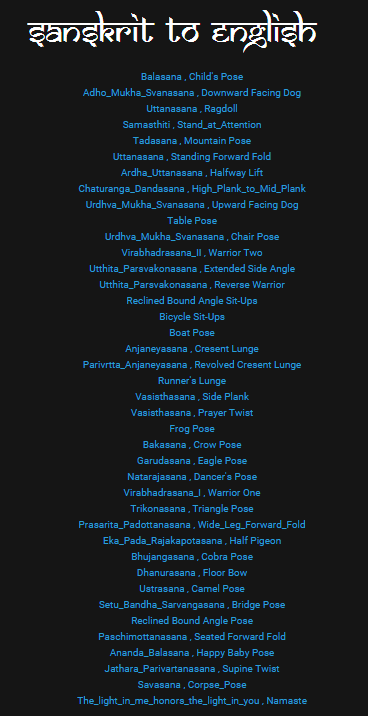 sanskrit to english
Balasana , Child's Pose
Adho_Mukha_Svanasana , Downward Facing Dog
Uttanasana , Ragdoll
Samasthiti , Stand_at_Attention
Tadasana , Mountain Pose
Uttanasana , Standing Forward Fold
Ardha_Uttanasana , Halfway Lift
Chaturanga_Dandasana , High_Plank_to_Mid_Plank
Urdhva_Mukha_Svanasana , Upward Facing Dog
Table Pose
Urdhva_Mukha_Svanasana , Chair Pose
Virabhadrasana_II , Warrior Two
Utthita_Parsvakonasana , Extended Side Angle
Utthita_Parsvakonasana , Reverse Warrior
Reclined Bound Angle Sit-Ups
Bicycle Sit-Ups
Boat Pose
Anjaneyasana , Cresent Lunge
Parivrtta_Anjaneyasana , Revolved Cresent Lunge
Runner's Lunge
Vasisthasana , Side Plank
Vasisthasana , Prayer Twist
Frog Pose
Bakasana , Crow Pose
Garudasana , Eagle Pose
Natarajasana , Dancer's Pose
Virabhadrasana_I , Warrior One
Trikonasana , Triangle Pose
Prasarita_Padottanasana , Wide_Leg_Forward_Fold
Eka_Pada_Rajakapotasana , Half Pigeon
Bhujangasana , Cobra Pose
Dhanurasana , Floor Bow
Ustrasana , Camel Pose
Setu_Bandha_Sarvangasana , Bridge Pose
Reclined Bound Angle Pose
Paschimottanasana , Seated Forward Fold
Ananda_Balasana , Happy Baby Pose
Jathara_Parivartanasana , Supine Twist
Savasana , Corpse_Pose
The_light_in_me_honors_the_light_in_you , Namaste